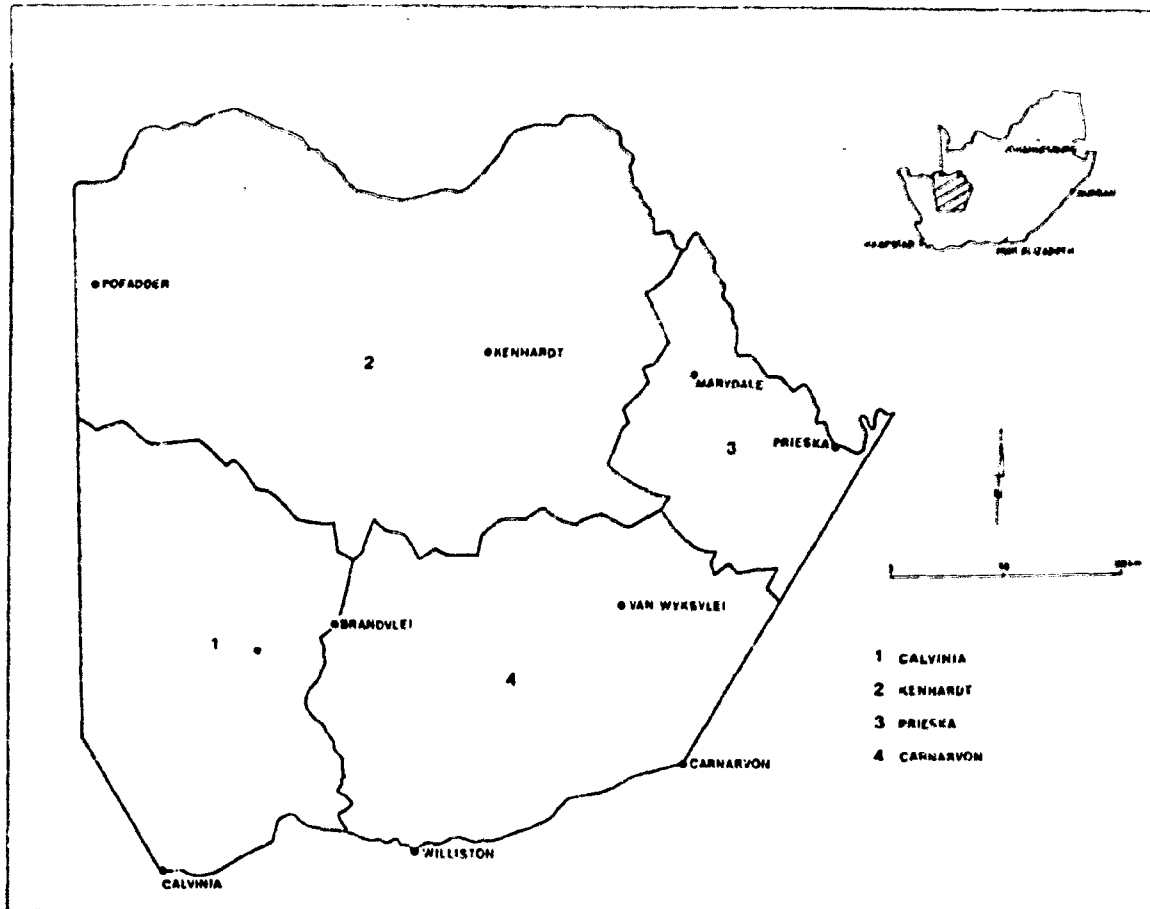 JOHANNESBURG
DURBAN
KAAPSTAD
PORT ELIZABETH
POFADDER
KENHARDT
2
MARYDALE
PRIESKA
3
N
VAN WYKSVLEI
BRANDVLEI
1
4
1 CALVINIA
2 KENHARDT
3 PRIESKA
4 CARNARVON
CARNARVON
WILLISTON
CALVINIA